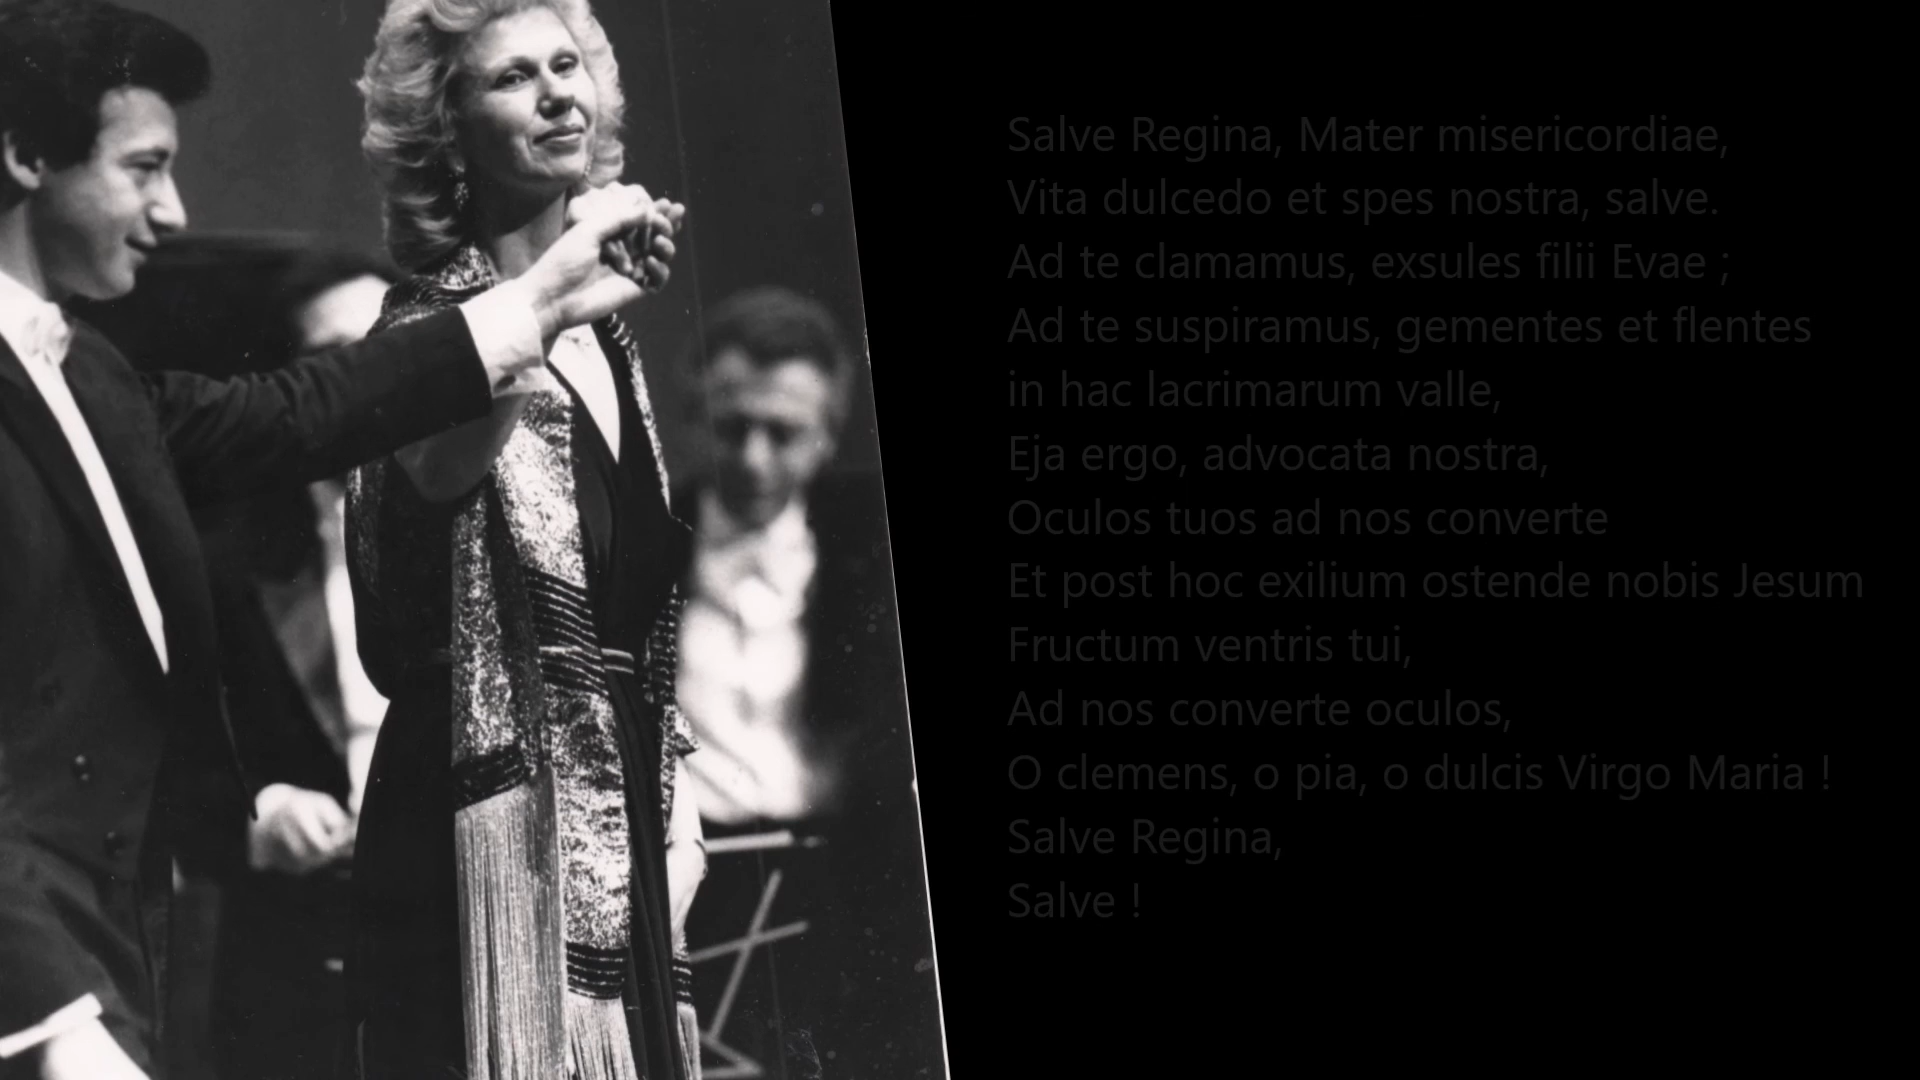 Salve Regina, Mater misericordiae,
Vita dulcedo et spes nostra, salve.
Ad te clamamus, exsules filii Evae ;
Ad te suspiramus, gementes et flentes
in hac lacrimarum valle,
Eja ergo, advocata nostra,
Oculos tuos ad nos converte
Et post hoc exilium ostende nobis Jesum
Fructum ventris tui,
Ad nos converte oculos,
O clemens, o pia, o dulcis Virgo Maria !
Salve Regina,
Salve !